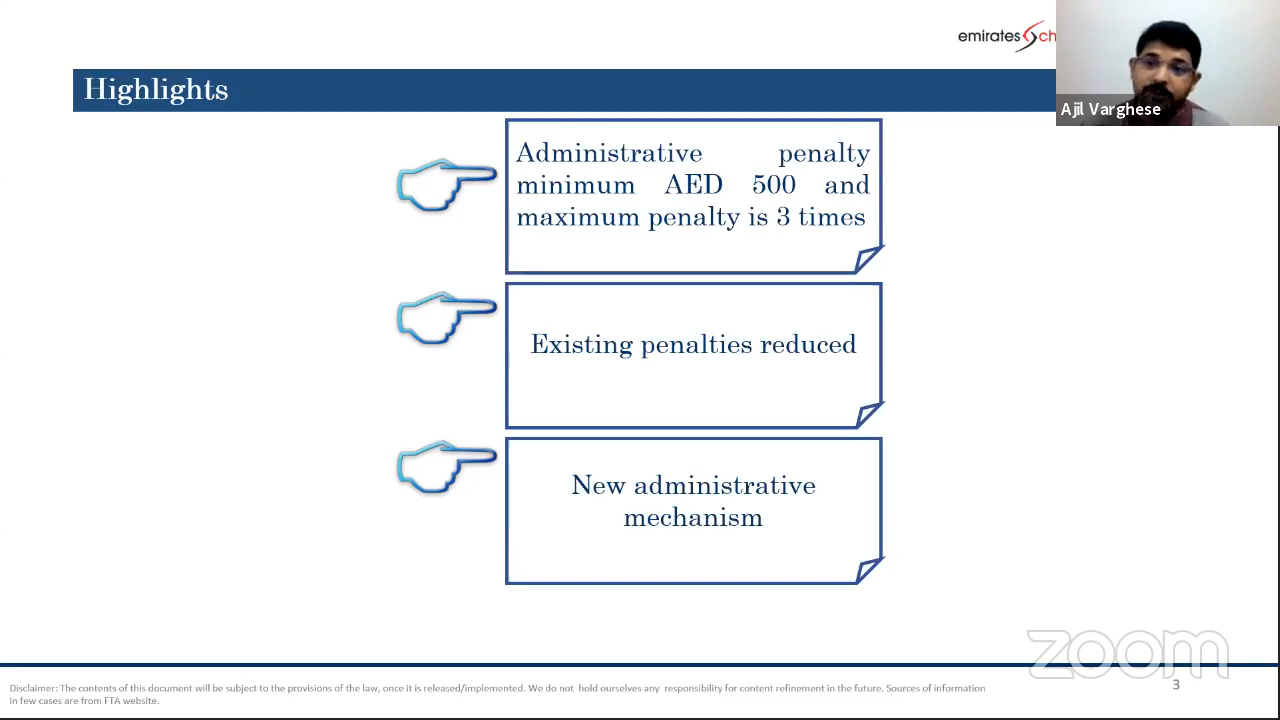 emirates ch
Highlights
Ajil Varghese
Administrative penalty
minimum AED 500 and
maximum penalty is 3 times
Existing penalties reduced
New administrative
mechanism
zoom
Disclaimer: The contents of this document will be subject to the provisions of the law, once it is released/implemented. We do not hold ourselves any responsibility for content refinement in the future. Sources of information
in few cases are from FTA website.
3